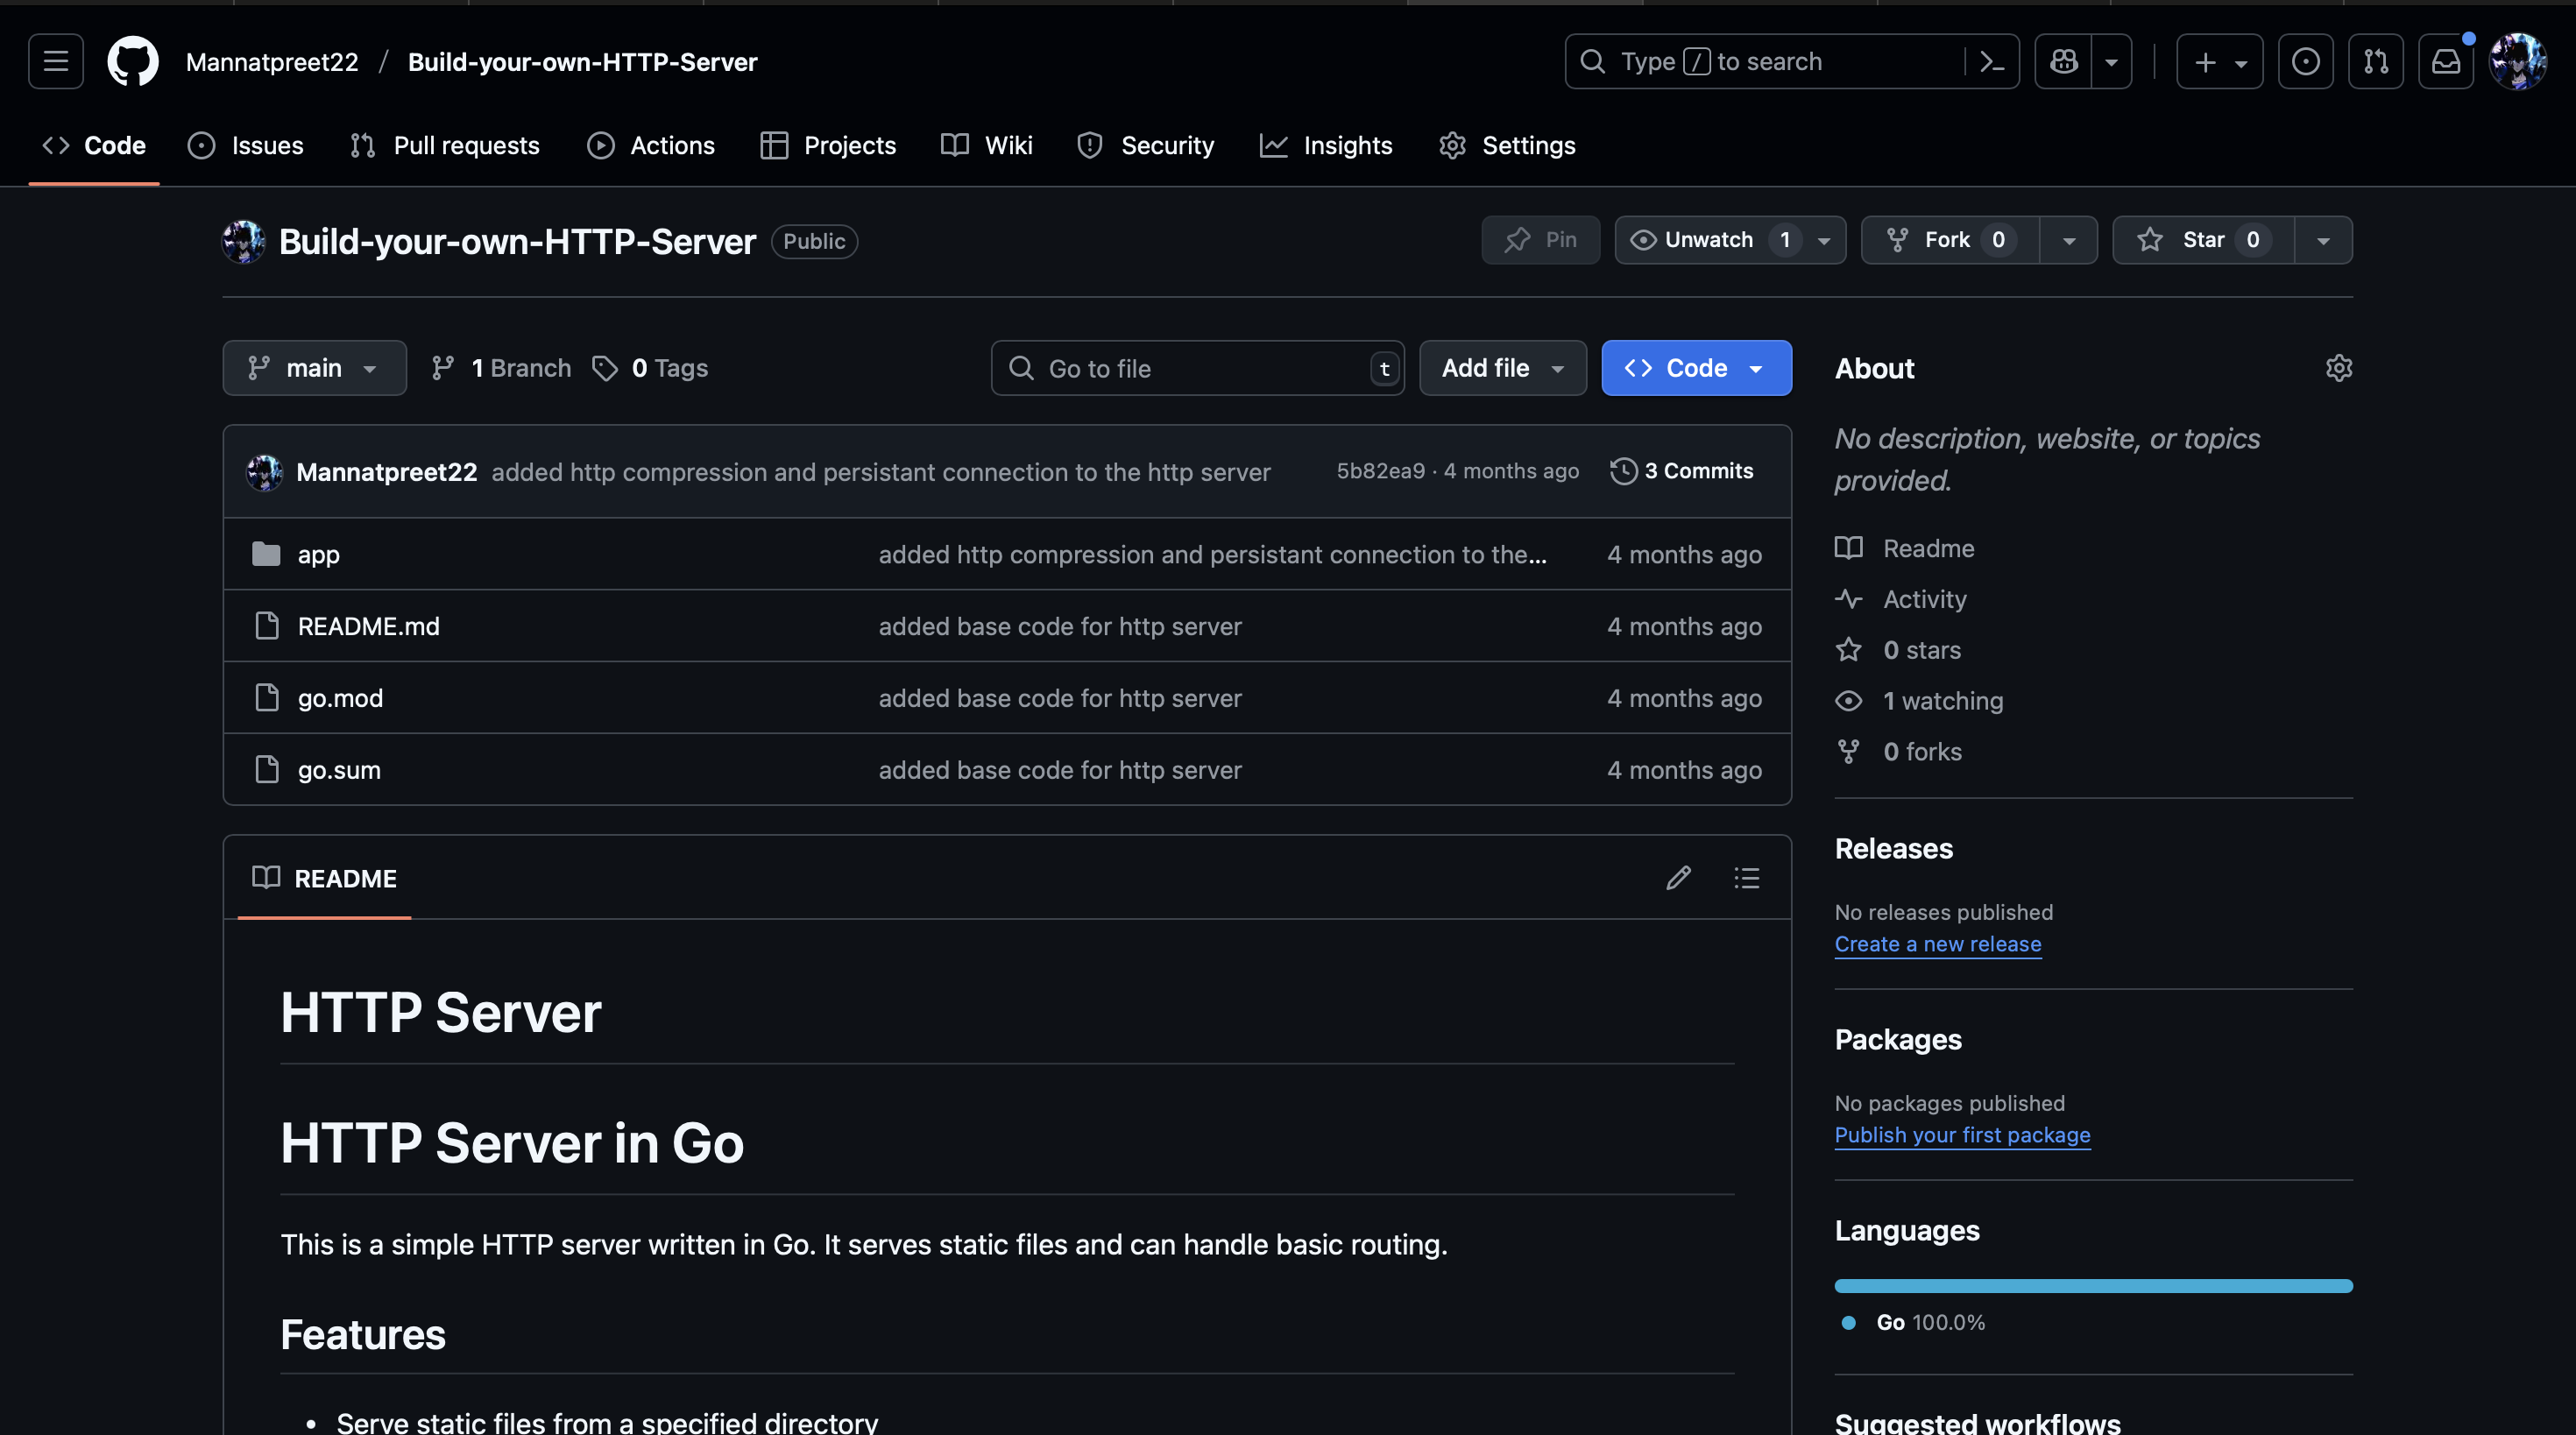 Mannatpreet22 / Build-your-own-HTTP-Server
Type / to search
Code Issues Pull requests Actions Projects Wiki Security Insights Settings
Build-your-own-HTTP-Server Public
Pin Unwatch 1 Fork 0 Star 0
main 1 Branch 0 Tags Go to file t Add file Code
Mannatpreet22 added http compression and persistant connection to the http server 5b82ea9 · 4 months ago 3 Commits
app added http compression and persistant connection to the... 4 months ago
README.md added base code for http server 4 months ago
go.mod added base code for http server 4 months ago
go.sum added base code for http server 4 months ago
README
HTTP Server
HTTP Server in Go
This is a simple HTTP server written in Go. It serves static files and can handle basic routing.
Features
• Serve static files from a specified directory
About
No description, website, or topics
provided.
Readme
Activity
0 stars
1 watching
0 forks
Releases
No releases published
Create a new release
Packages
No packages published
Publish your first package
Languages
Go 100.0%
Suggested workflows